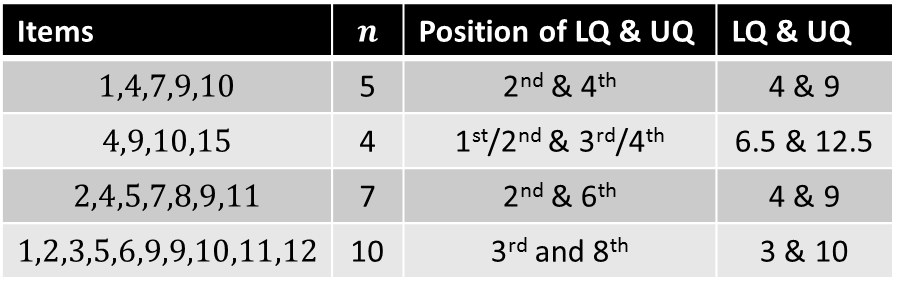 Items n Position of LQ & UQ LQ & UQ
1,4,7,9,10 5 2nd & 4th 4 & 9
4,9,10,15 4 1st/2nd & 3rd/4th 6.5 & 12.5
2,4,5,7,8,9,11 7 2nd & 6th 4 & 9
1,2,3,5,6,9,9,10,11,12 10 3rd and 8th 3 & 10